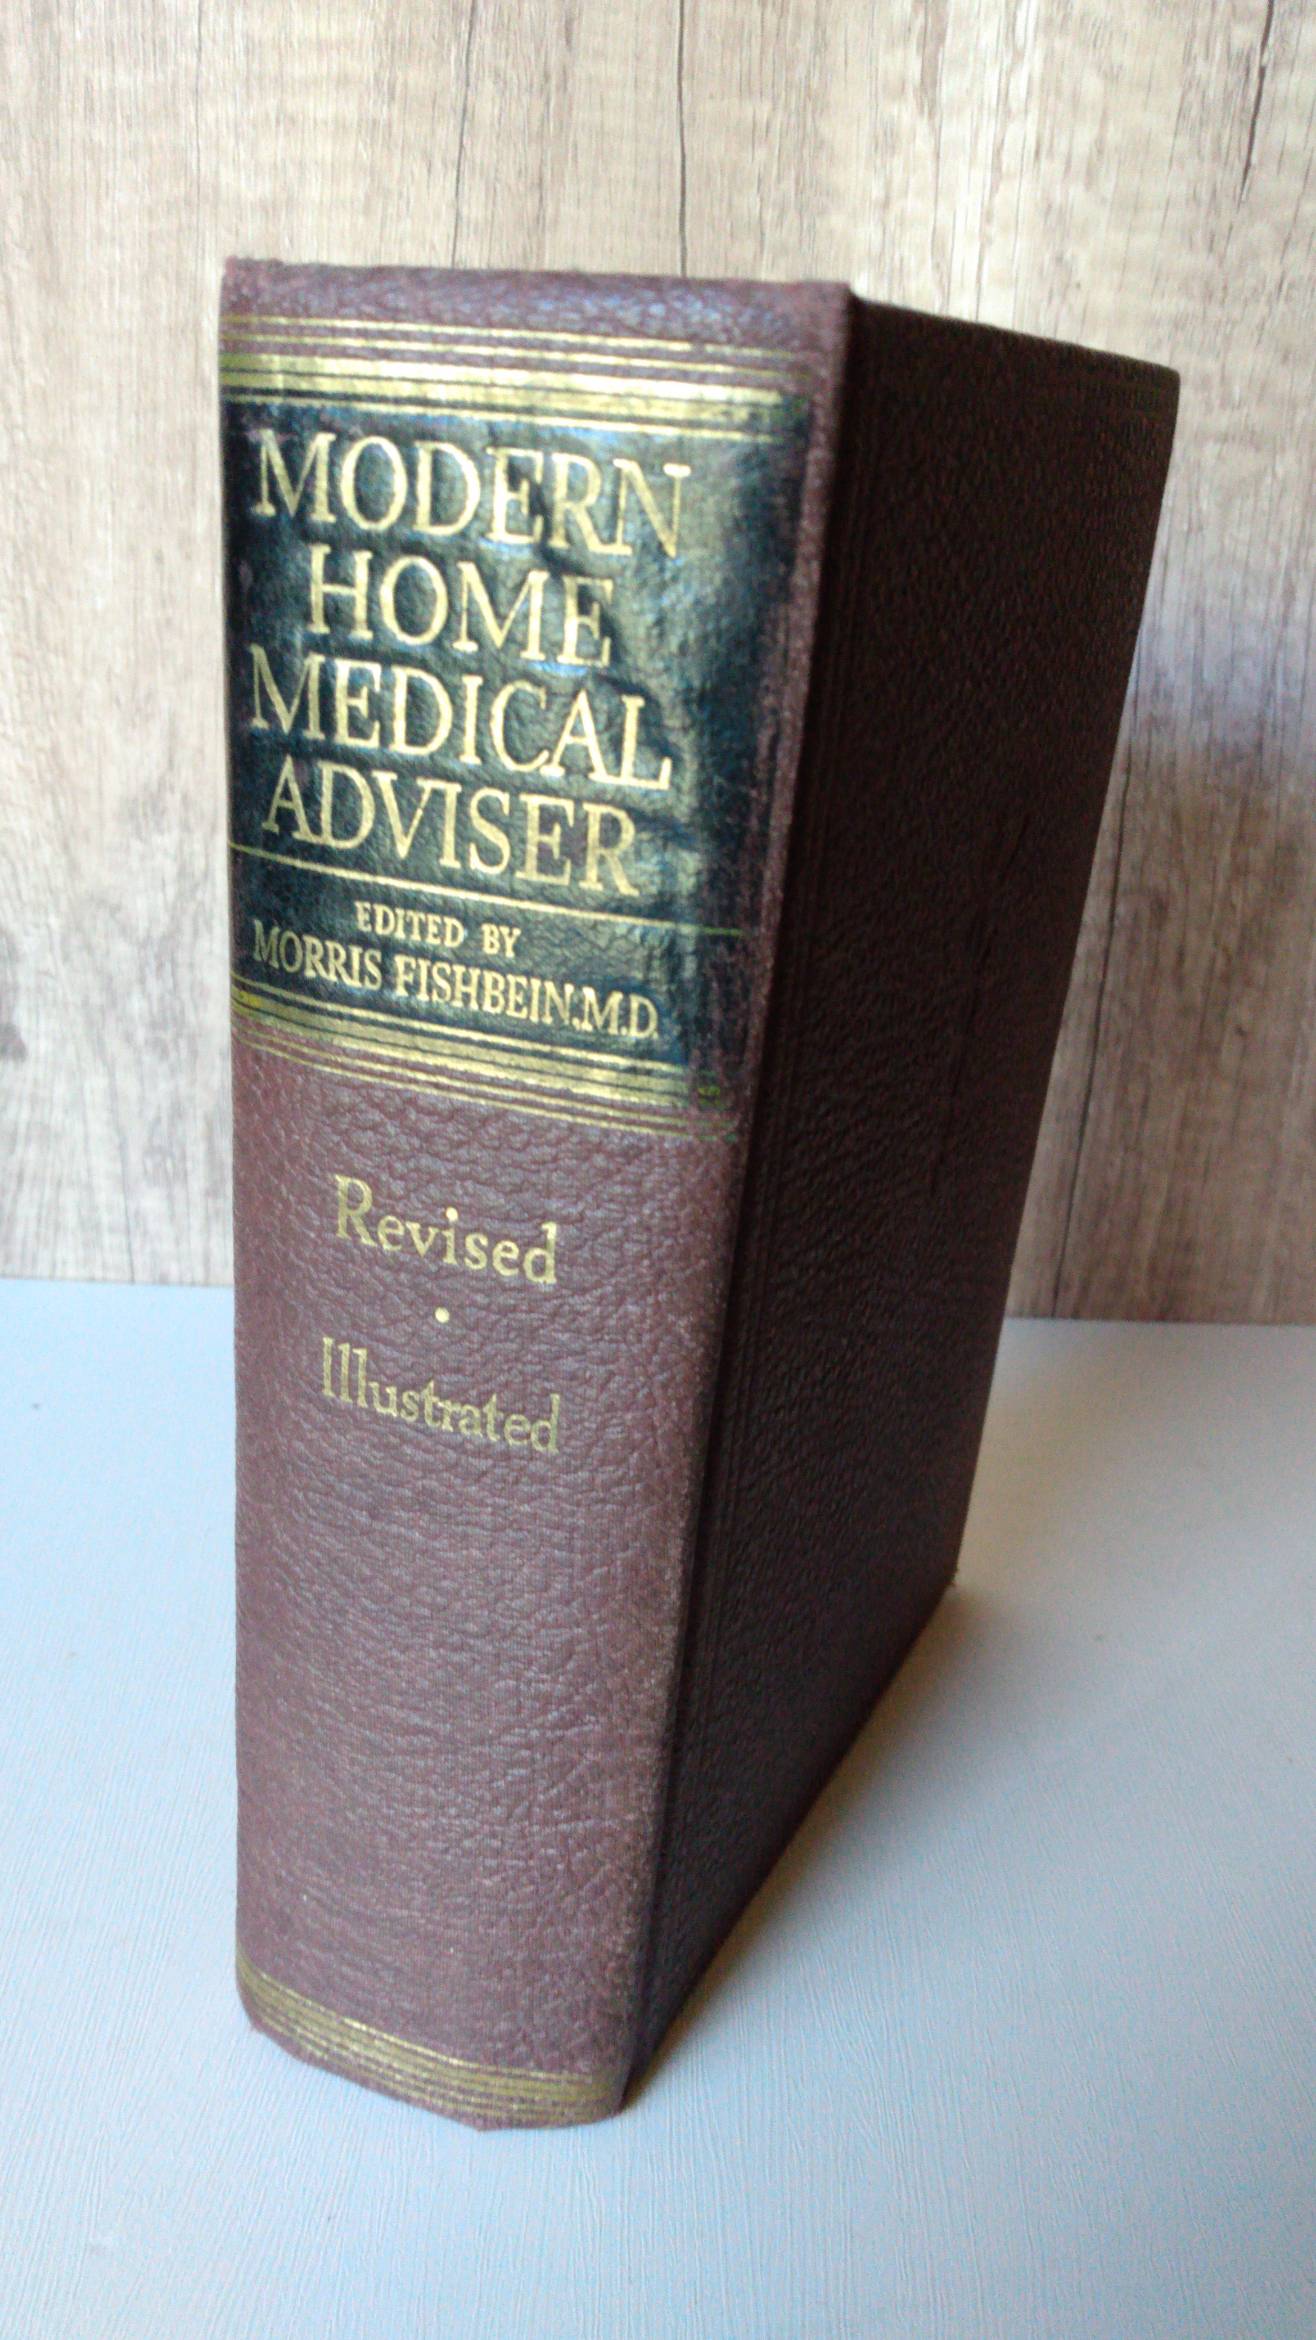 MODERN
HOME
MEDICAL
ADVISER
EDITED BY
MORRIS FISHBEIN, M.D.
Revised
•
Illustrated